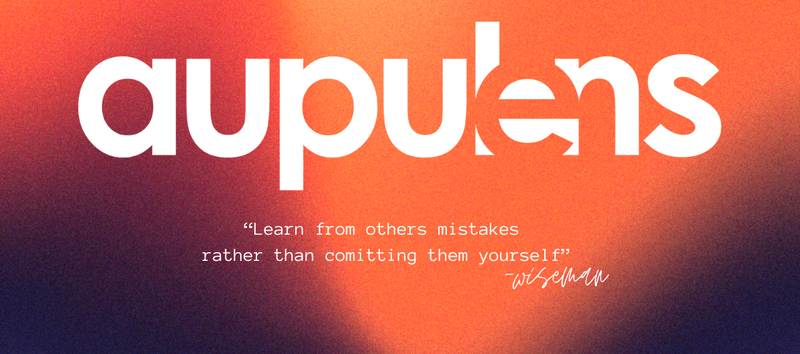 aupulens
“Learn from others mistakes
rather than comitting them yourself”
-wiseman